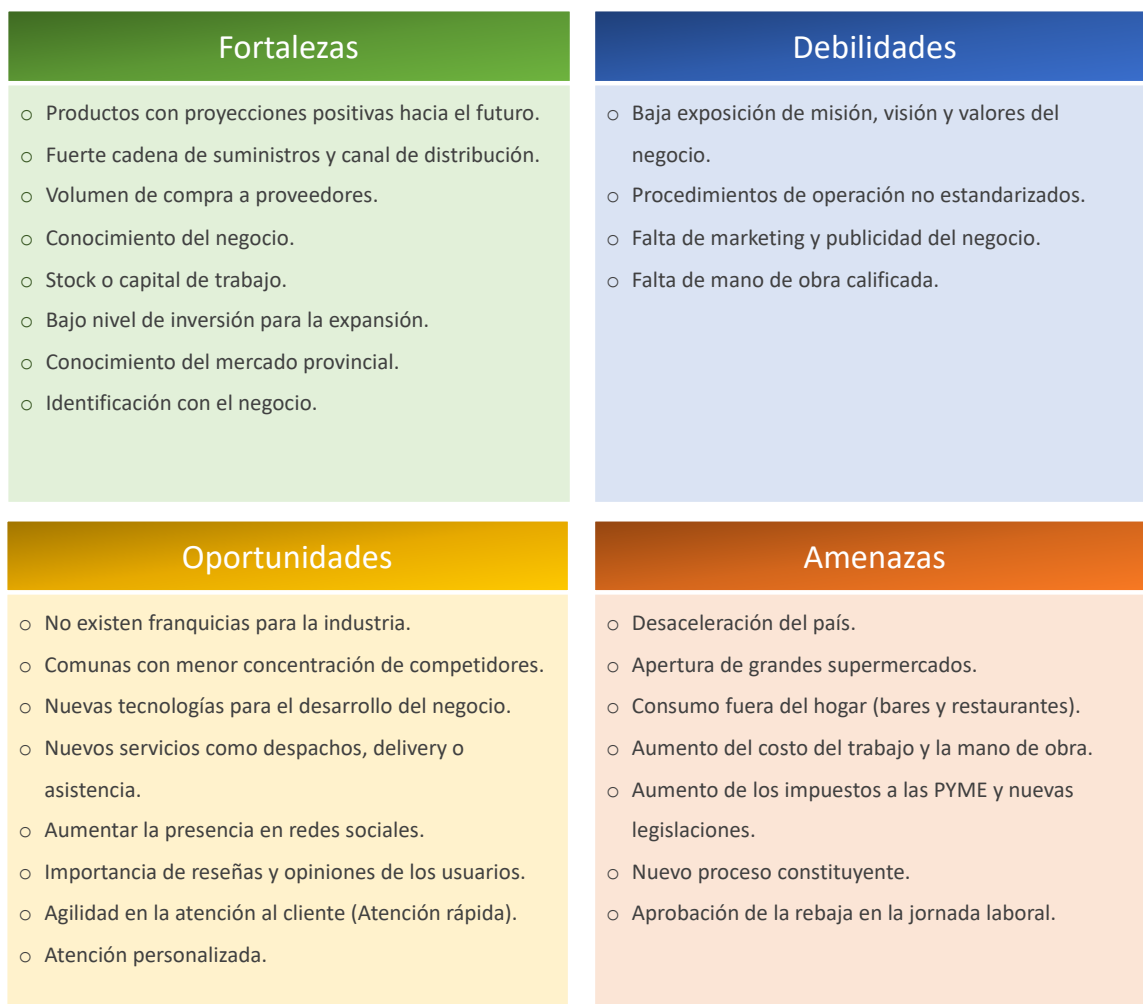 Fortalezas
o Productos con proyecciones positivas hacia el futuro.
o Fuerte cadena de suministros y canal de distribución.
o Volumen de compra a proveedores.
o Conocimiento del negocio.
o Stock o capital de trabajo.
o Bajo nivel de inversión para la expansión.
o Conocimiento del mercado provincial.
o Identificación con el negocio.
Debilidades
o Baja exposición de misión, visión y valores del
negocio.
o Procedimientos de operación no estandarizados.
o Falta de marketing y publicidad del negocio.
o Falta de mano de obra calificada.
Oportunidades
o No existen franquicias para la industria.
o Comunas con menor concentración de competidores.
o Nuevas tecnologías para el desarrollo del negocio.
o Nuevos servicios como despachos, delivery o
asistencia.
o Aumentar la presencia en redes sociales.
o Importancia de reseñas y opiniones de los usuarios.
o Agilidad en la atención al cliente (Atención rápida).
o Atención personalizada.
Amenazas
o Desaceleración del país.
o Apertura de grandes supermercados.
o Consumo fuera del hogar (bares y restaurantes).
o Aumento del costo del trabajo y la mano de obra.
o Aumento de los impuestos a las PYME y nuevas
legislaciones.
o Nuevo proceso constituyente.
o Aprobación de la rebaja en la jornada laboral.